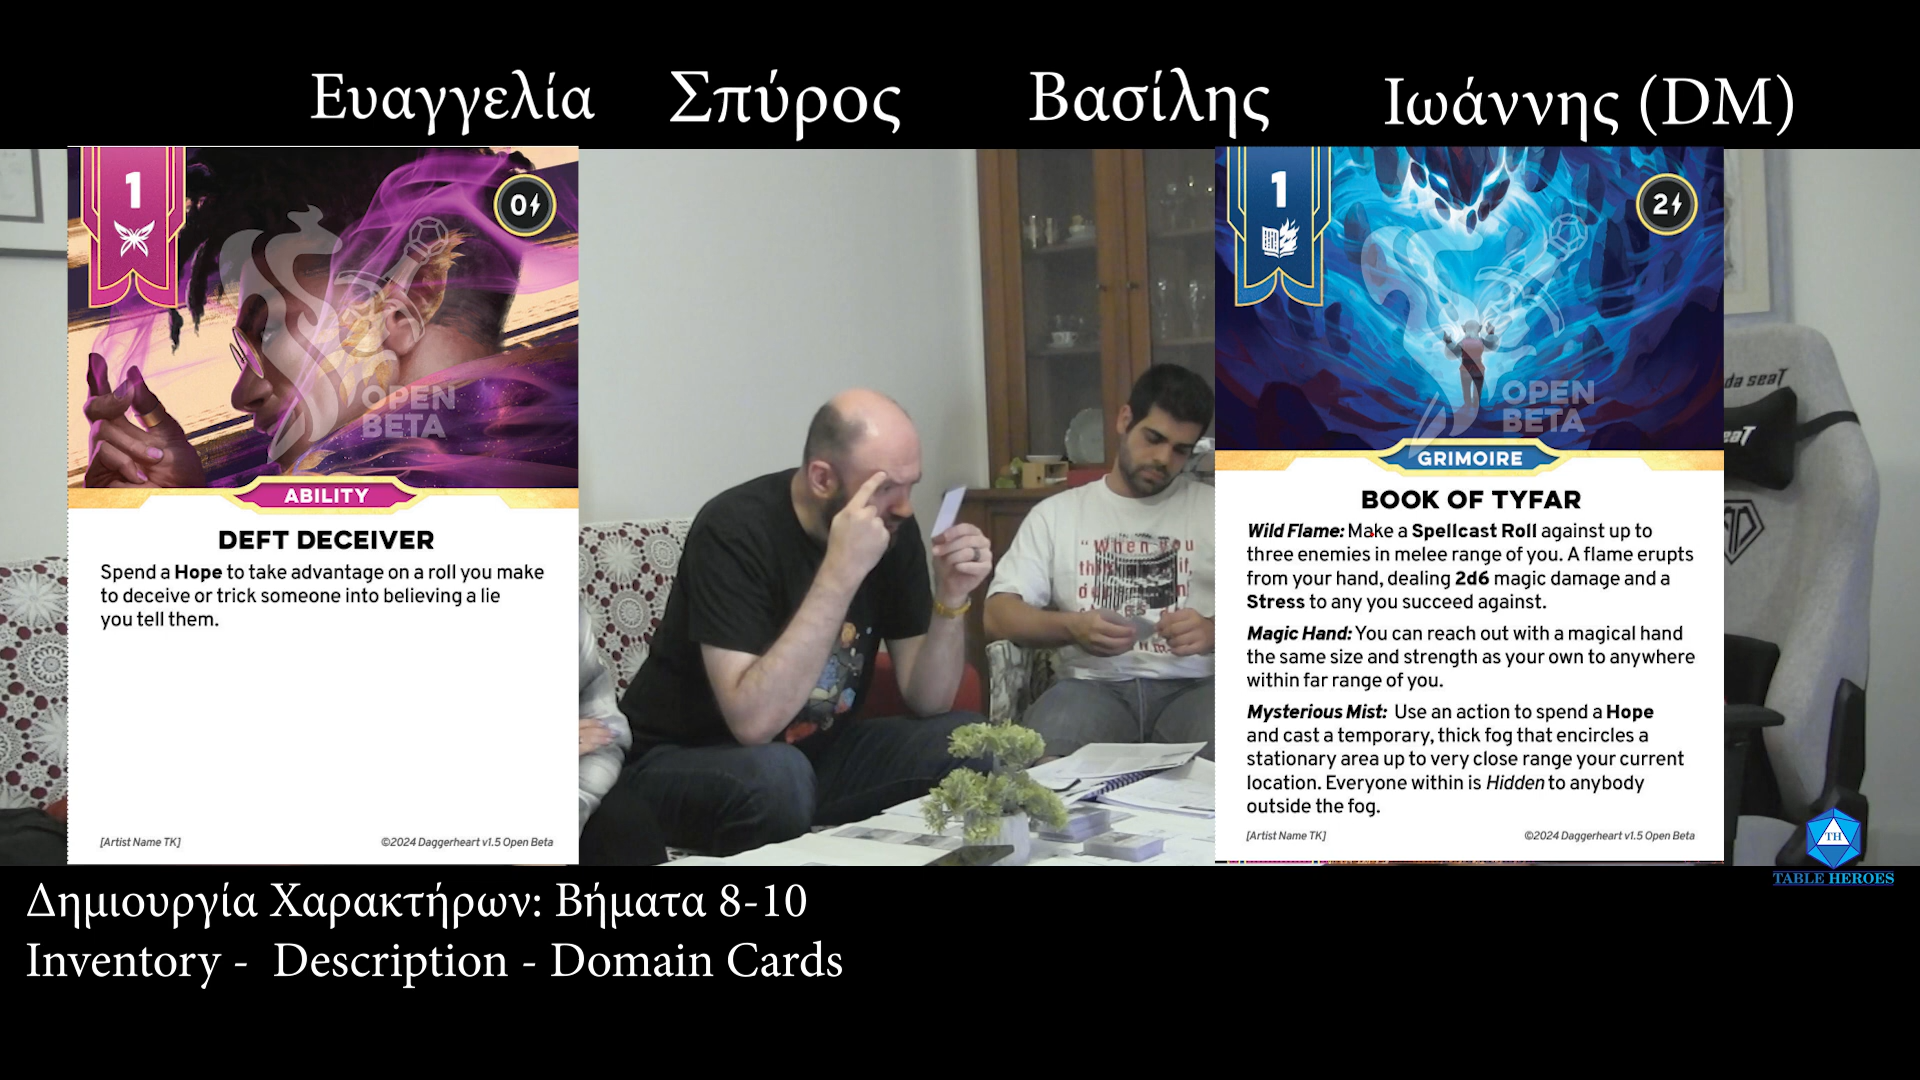 Ευαγγελία Σπύρος Βασίλης Ιωάννης (DM)
1
0
OPEN
BETA
ABILITY
DEFT DECEIVER
Spend a Hope to take advantage on a roll you make
to deceive or trick someone into believing a lie
you tell them.
[Artist Name TK] ©2024 Daggerheart v1.5 Open Beta
"When you
1
2
OPEN
BETA
GRIMOIRE
BOOK OF TYFAR
Wild Flame: Make a Spellcast Roll against up to
three enemies in melee range of you. A flame erupts
from your hand, dealing 2d6 magic damage and a
Stress to any you succeed against.
Magic Hand: You can reach out with a magical hand
the same size and strength as your own to anywhere
within far range of you.
Mysterious Mist: Use an action to spend a Hope
and cast a temporary, thick fog that encircles a
stationary area up to very close range your current
location. Everyone within is Hidden to anybody
outside the fog.
[Artist Name TK] ©2024 Daggerheart v1.5 Open Beta
TH
TABLE HEROES
Δημιουργία Χαρακτήρων: Βήματα 8-10
Inventory - Description - Domain Cards